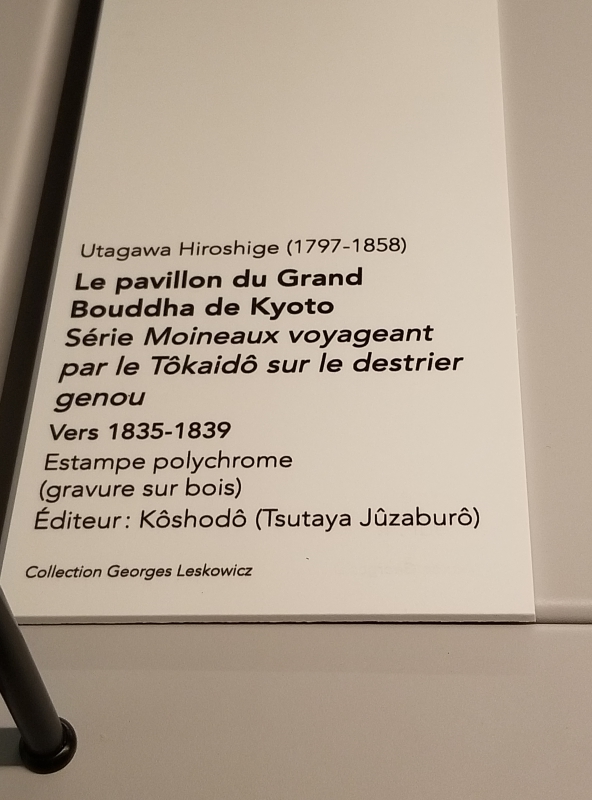 Utagawa Hiroshige (1797-1858)
Le pavillon du Grand
Bouddha de Kyoto
Série Moineaux voyageant
par le Tôkaidô sur le destrier
genou
Vers 1835-1839
Estampe polychrome
(gravure sur bois)
Éditeur : Kôshodô (Tsutaya Jûzaburô)
Collection Georges Leskowicz